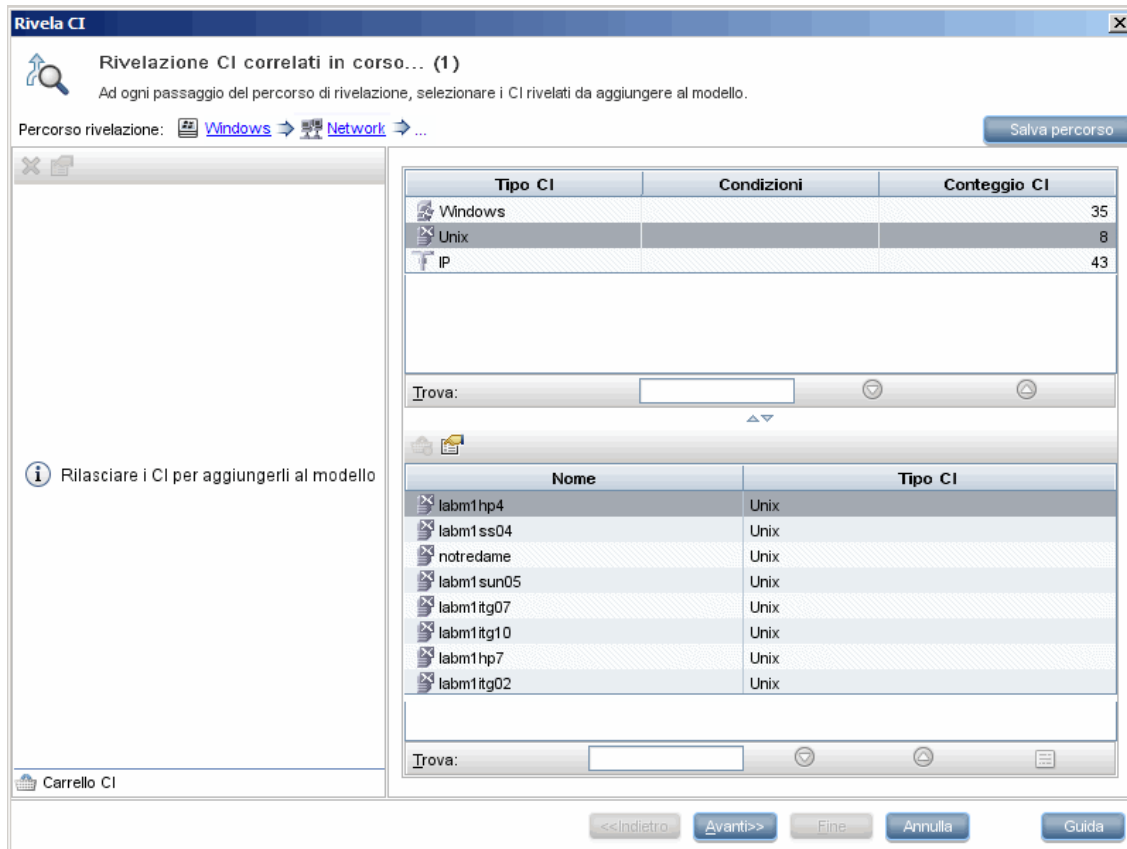 Rivela CI
Rivelazione CI correlati in corso... (1)
Ad ogni passaggio del percorso di rivelazione, selezionare i CI rivelati da aggiungere al modello.
Percorso rivelazione: Windows Network ...
Salva percorso
Tipo CI Condizioni Conteggio CI
Windows 35
Unix 8
IP 43
Trova:
Rilasciare i CI per aggiungerli al modello
Nome Tipo CI
labm1hp4 Unix
labm1ss04 Unix
notredame Unix
labm1sun05 Unix
labm1itg07 Unix
labm1itg10 Unix
labm1hp7 Unix
labm1itg02 Unix
Trova:
Carrello CI
<<Indietro Avanti>> Fine Annulla Guida